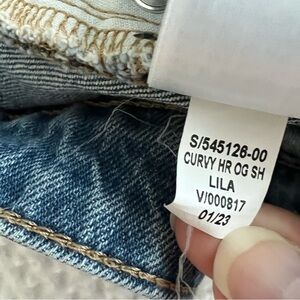 S/545126-00
CURVY HR OG SH
LILA
V/000817
01/23